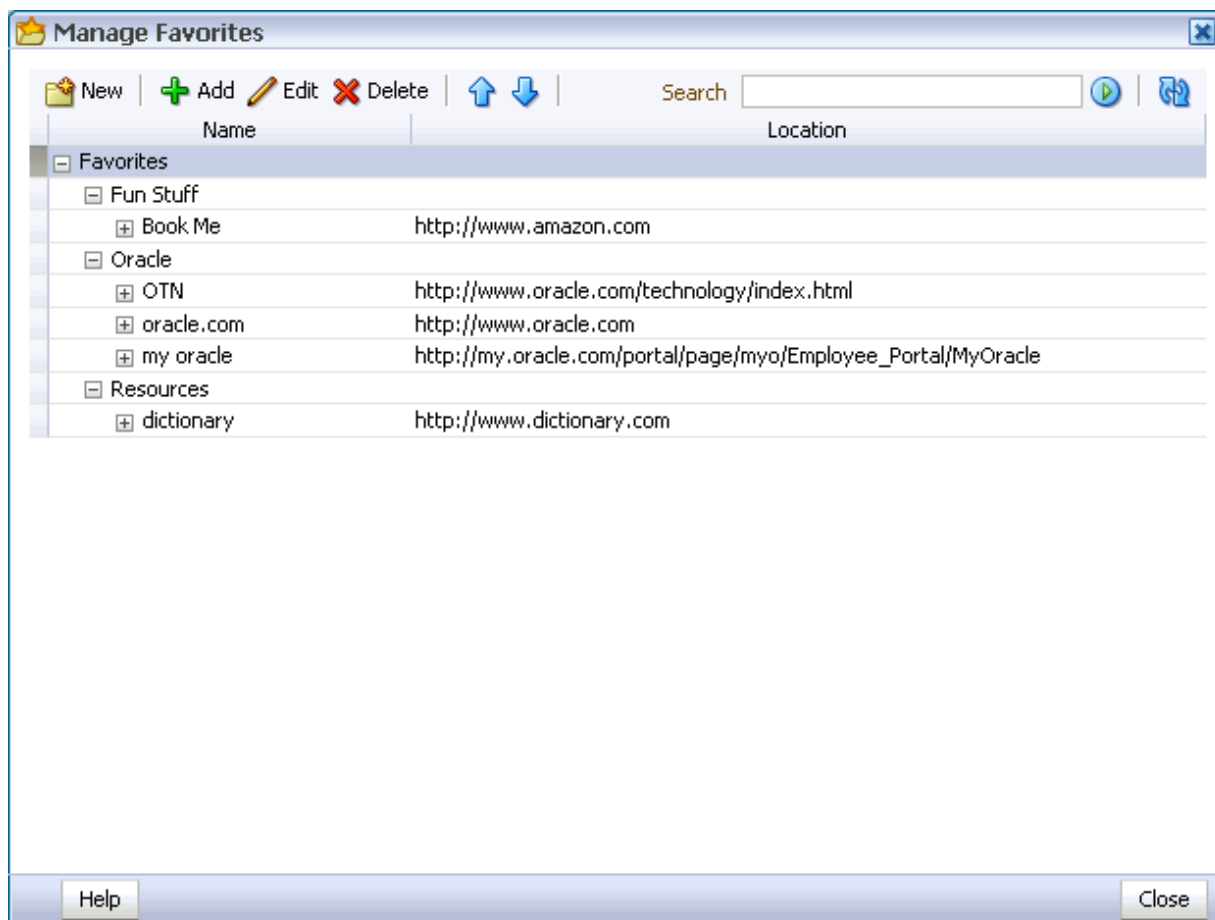 Manage Favorites
New Add Edit Delete Search
Name Location
Favorites
Fun Stuff
Book Me http://www.amazon.com
Oracle
OTN http://www.oracle.com/technology/index.html
oracle.com http://www.oracle.com
my oracle http://my.oracle.com/portal/page/myo/Employee_Portal/MyOracle
Resources
dictionary http://www.dictionary.com
Help Close